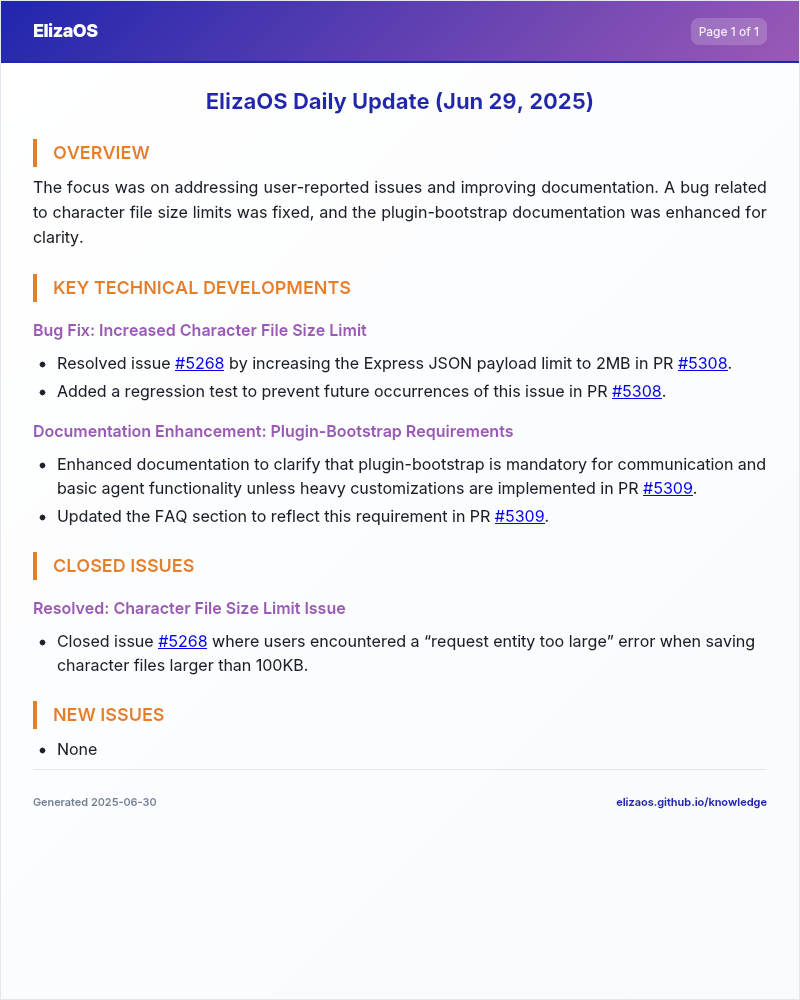 ElizaOS
Page 1 of 1
ElizaOS Daily Update (Jun 29, 2025)
OVERVIEW
The focus was on addressing user-reported issues and improving documentation. A bug related
to character file size limits was fixed, and the plugin-bootstrap documentation was enhanced for
clarity.
KEY TECHNICAL DEVELOPMENTS
Bug Fix: Increased Character File Size Limit
• Resolved issue #5268 by increasing the Express JSON payload limit to 2MB in PR #5308.
• Added a regression test to prevent future occurrences of this issue in PR #5308.
Documentation Enhancement: Plugin-Bootstrap Requirements
• Enhanced documentation to clarify that plugin-bootstrap is mandatory for communication and
basic agent functionality unless heavy customizations are implemented in PR #5309.
• Updated the FAQ section to reflect this requirement in PR #5309.
CLOSED ISSUES
Resolved: Character File Size Limit Issue
• Closed issue #5268 where users encountered a “request entity too large” error when saving
character files larger than 100KB.
NEW ISSUES
• None
Generated 2025-06-30
elizaos.github.io/knowledge